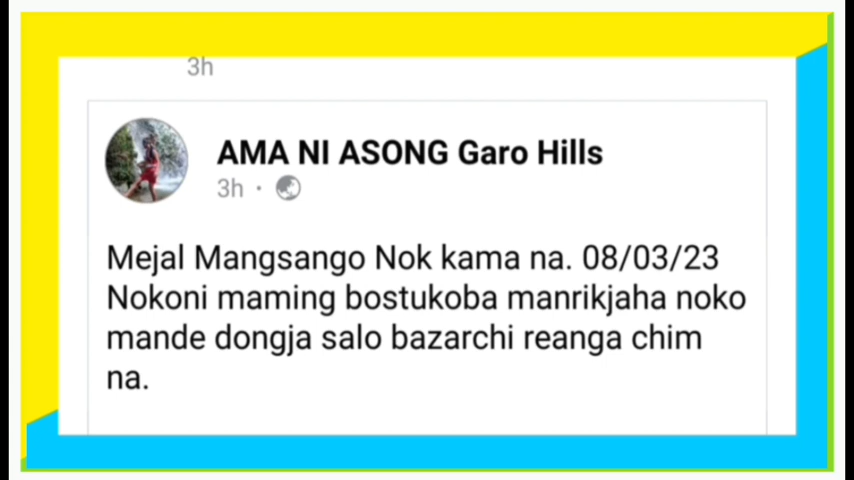 3h
AMA NI ASONG Garo Hills
3h ·
Mejal Mangsango Nok kama na. 08/03/23
Nokoni maming bostukoba manrikjaha noko
mande dongja salo bazarchi reanga chim
na.